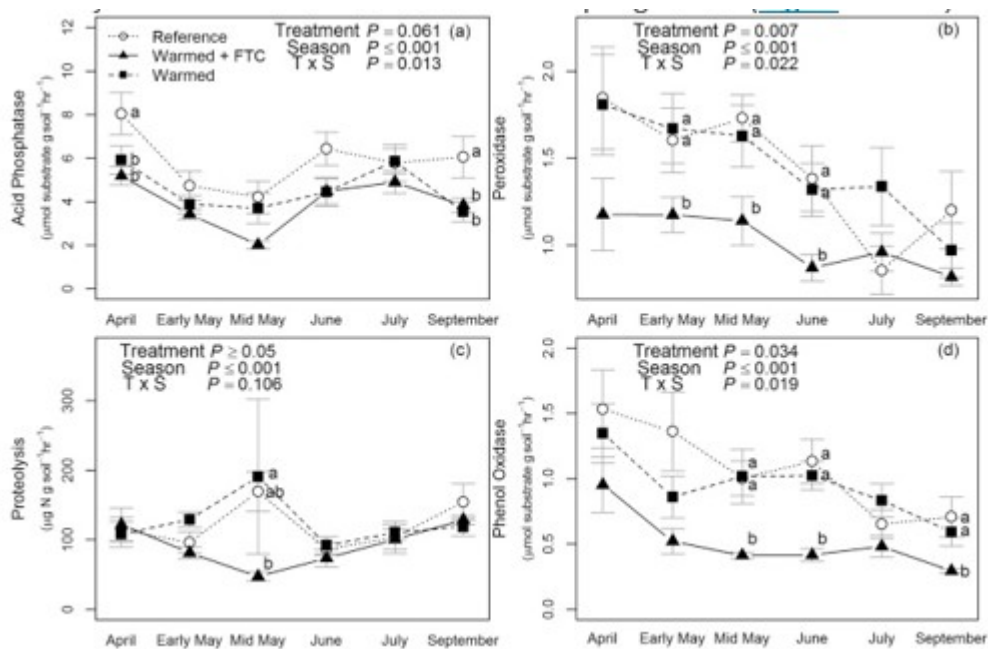 Reference
Warmed + FTC
Warmed
Treatment P = 0.061 (a)
Season P ≤ 0.001
T x S P = 0.013
Acid Phosphatase
(µmol substrate g soil⁻¹hr⁻¹)
12
10
8
6
4
2
0
a
b
b
a
b
b
April Early May Mid May June July September
Treatment P = 0.007 (b)
Season P ≤ 0.001
T x S P = 0.022
Peroxidase
(µmol substrate g soil⁻¹hr⁻¹)
2.0
1.5
1.0
a
a
b
a
a
b
a
a
b
April Early May Mid May June July September
Treatment P ≥ 0.05 (c)
Season P ≤ 0.001
T x S P = 0.106
Proteolysis
(µg N g soil⁻¹hr⁻¹)
300
200
100
0
a
ab
b
April Early May Mid May June July September
Treatment P = 0.034 (d)
Season P ≤ 0.001
T x S P = 0.019
Phenol Oxidase
(µmol substrate g soil⁻¹hr⁻¹)
2.0
1.5
1.0
0.5
0.0
a
a
b
a
a
b
a
a
b
April Early May Mid May June July September